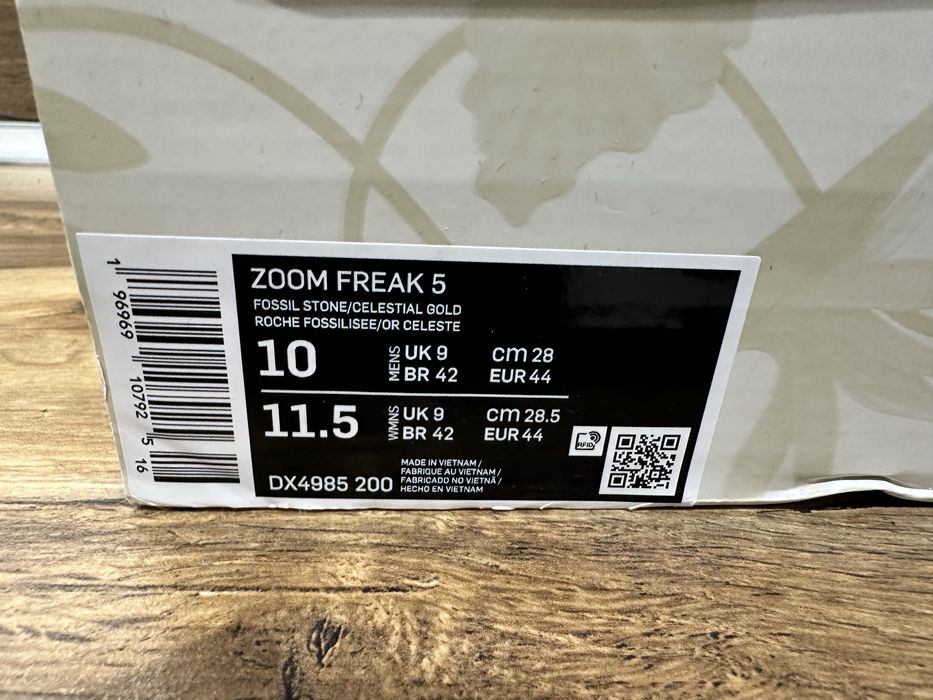 ZOOM FREAK 5
FOSSIL STONE/CELESTIAL GOLD
ROCHE FOSSILISEE/OR CELESTE
10 MENS UK 9 cm 28
BR 42 EUR 44
11.5 WMNS UK 9 cm 28.5
BR 42 EUR 44
RFID
DX4985 200
MADE IN VIETNAM /
FABRIQUE AU VIETNAM /
FABRICADO NO VIETNÃ /
HECHO EN VIETNAM
1 96969 10792 5 16